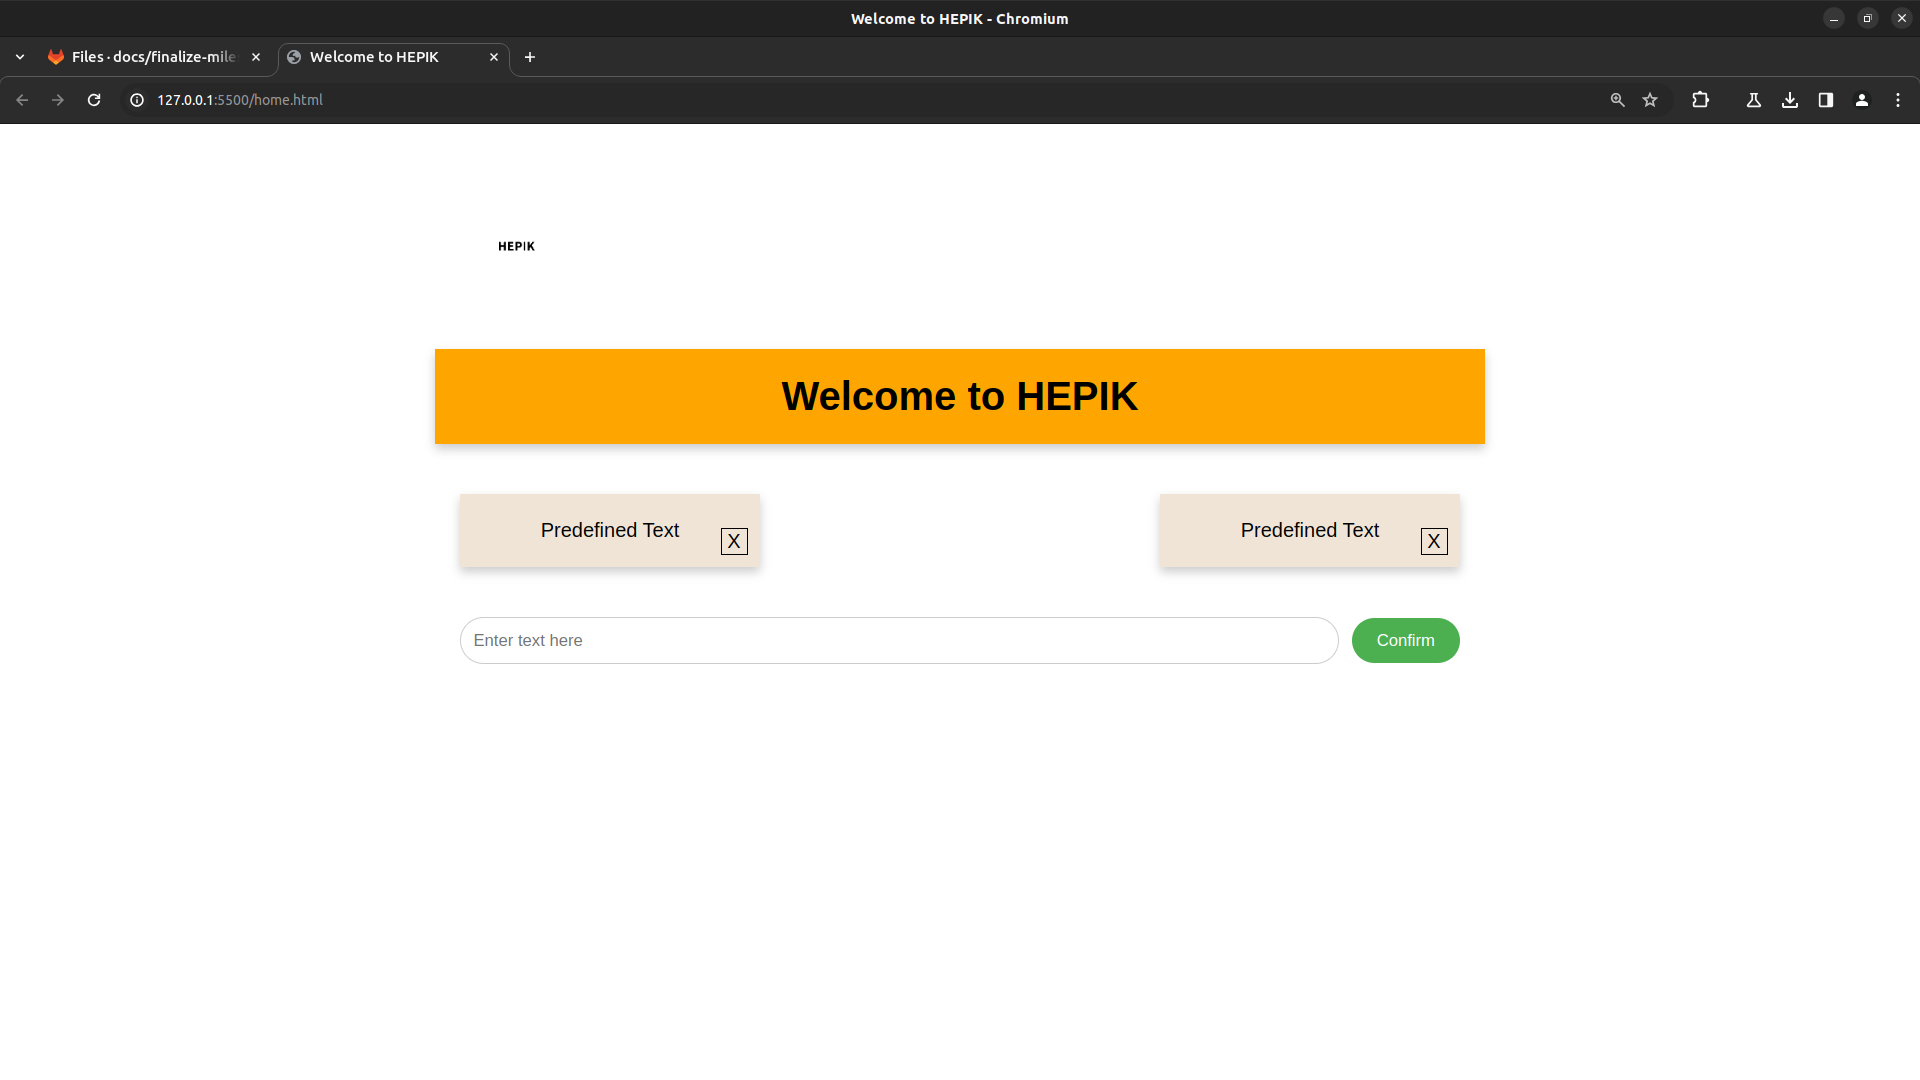 Welcome to HEPIK - Chromium
Files · docs/finalize-mile
Welcome to HEPIK
127.0.0.1:5500/home.html
HEPIK
Welcome to HEPIK
Predefined Text
X
Predefined Text
X
Enter text here
Confirm